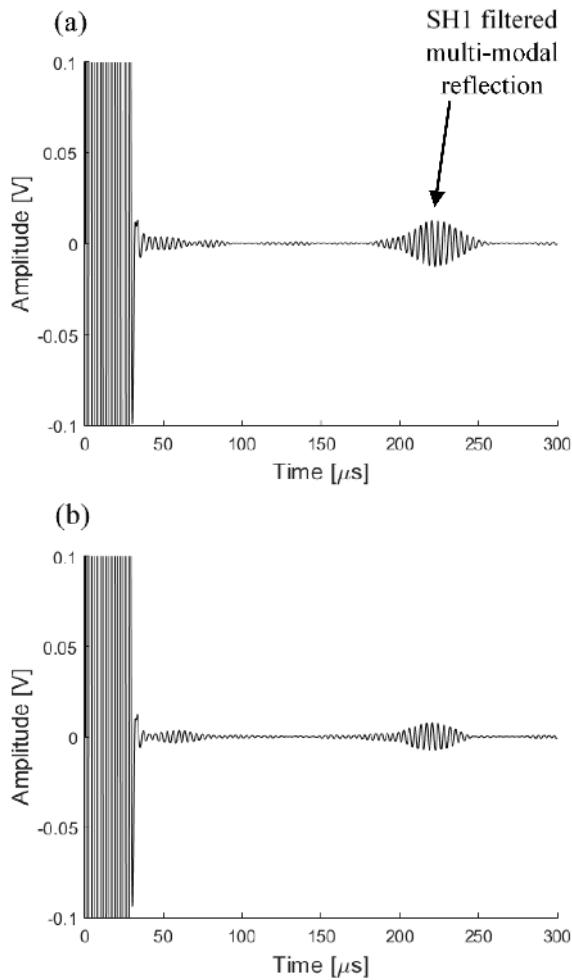 (a)
SH1 filtered
multi-modal
reflection
0.1
0.05
0
-0.05
-0.1
Amplitude [V]
0 50 100 150 200 250 300
Time [μs]
(b)
0.1
0.05
0
-0.05
-0.1
Amplitude [V]
0 50 100 150 200 250 300
Time [μs]